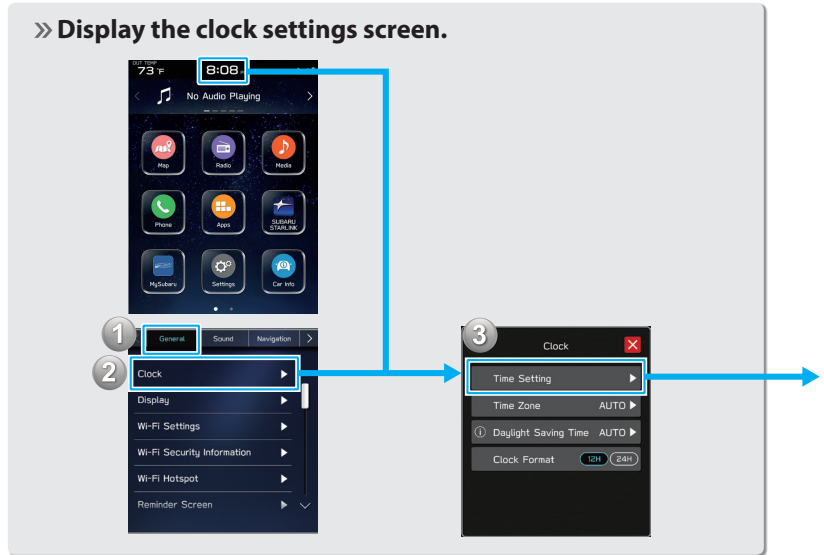 » Display the clock settings screen.
OUT TEMP
73°F
8:08
No Audio Playing
Map
Radio
Media
Phone
Apps
SUBARU
STARLINK
MySubaru
Settings
Car Info
1
General
Sound
Navigation
2
Clock
Display
Wi-Fi Settings
Wi-Fi Security Information
Wi-Fi Hotspot
Reminder Screen
3
Clock
Time Setting
Time Zone AUTO
Daylight Saving Time AUTO
Clock Format 12H 24H